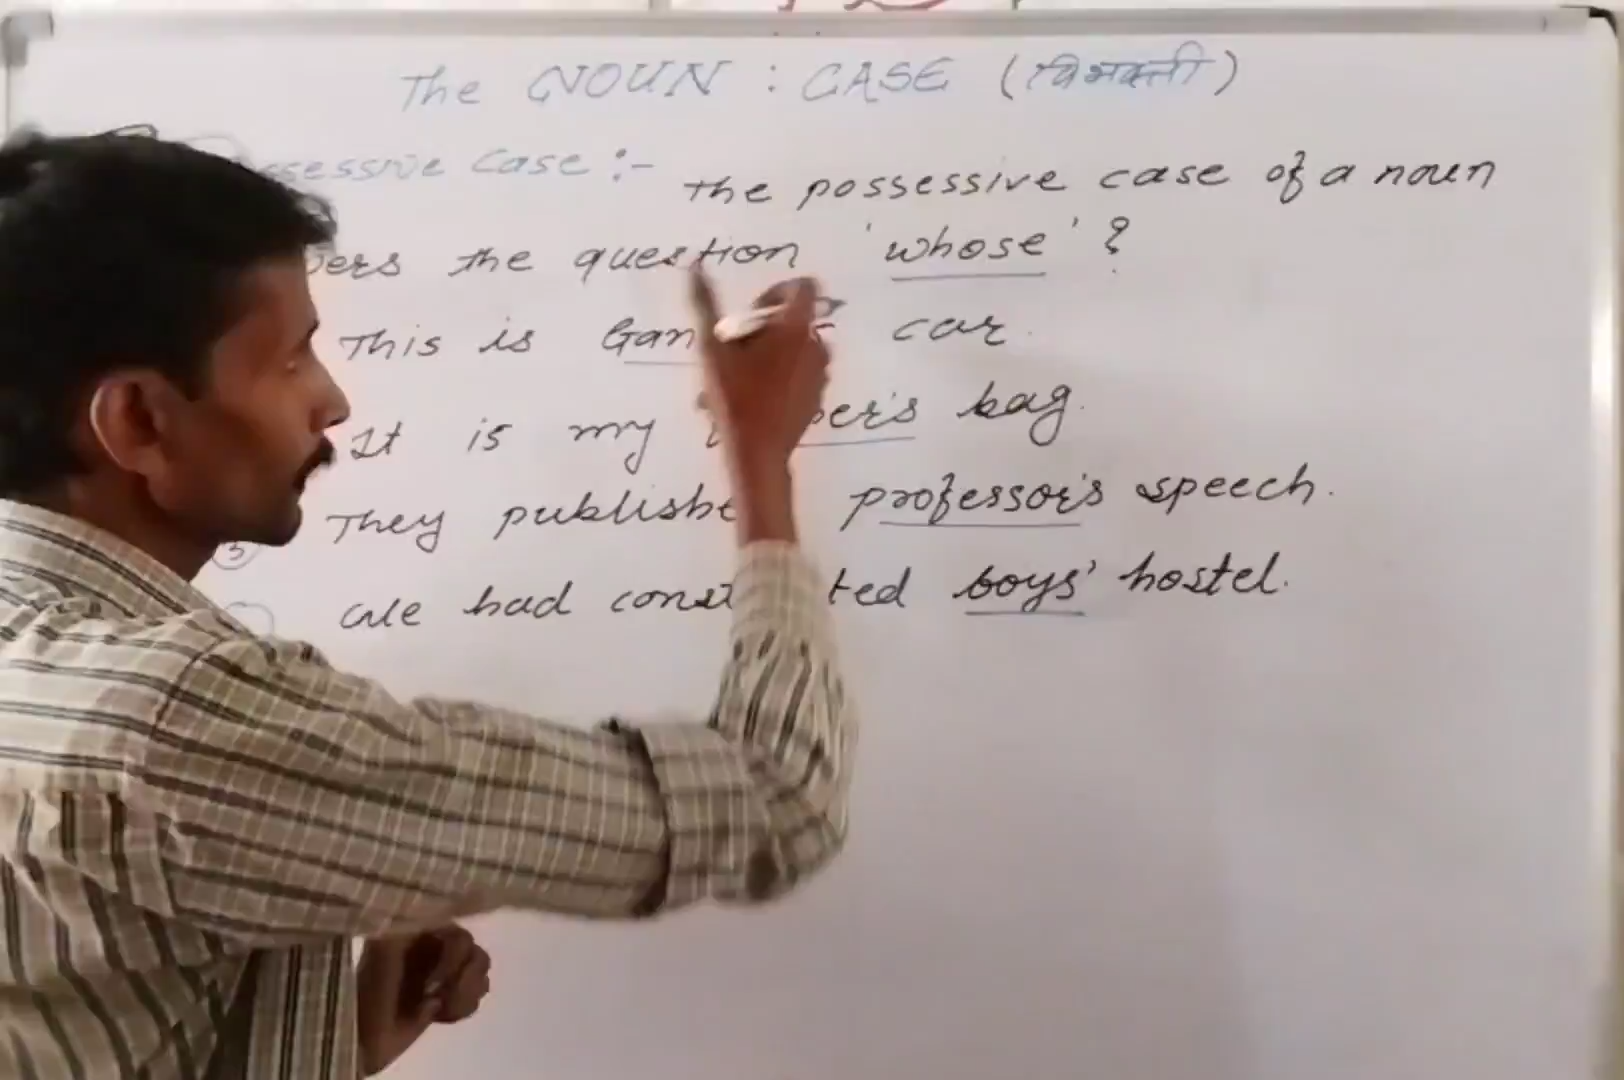 The NOUN : CASE (विभक्ती)
Case :-
The possessive case of a noun
the question 'whose' ?
This is car.
It is my bag.
They professor's speech.
We had boys' hostel.